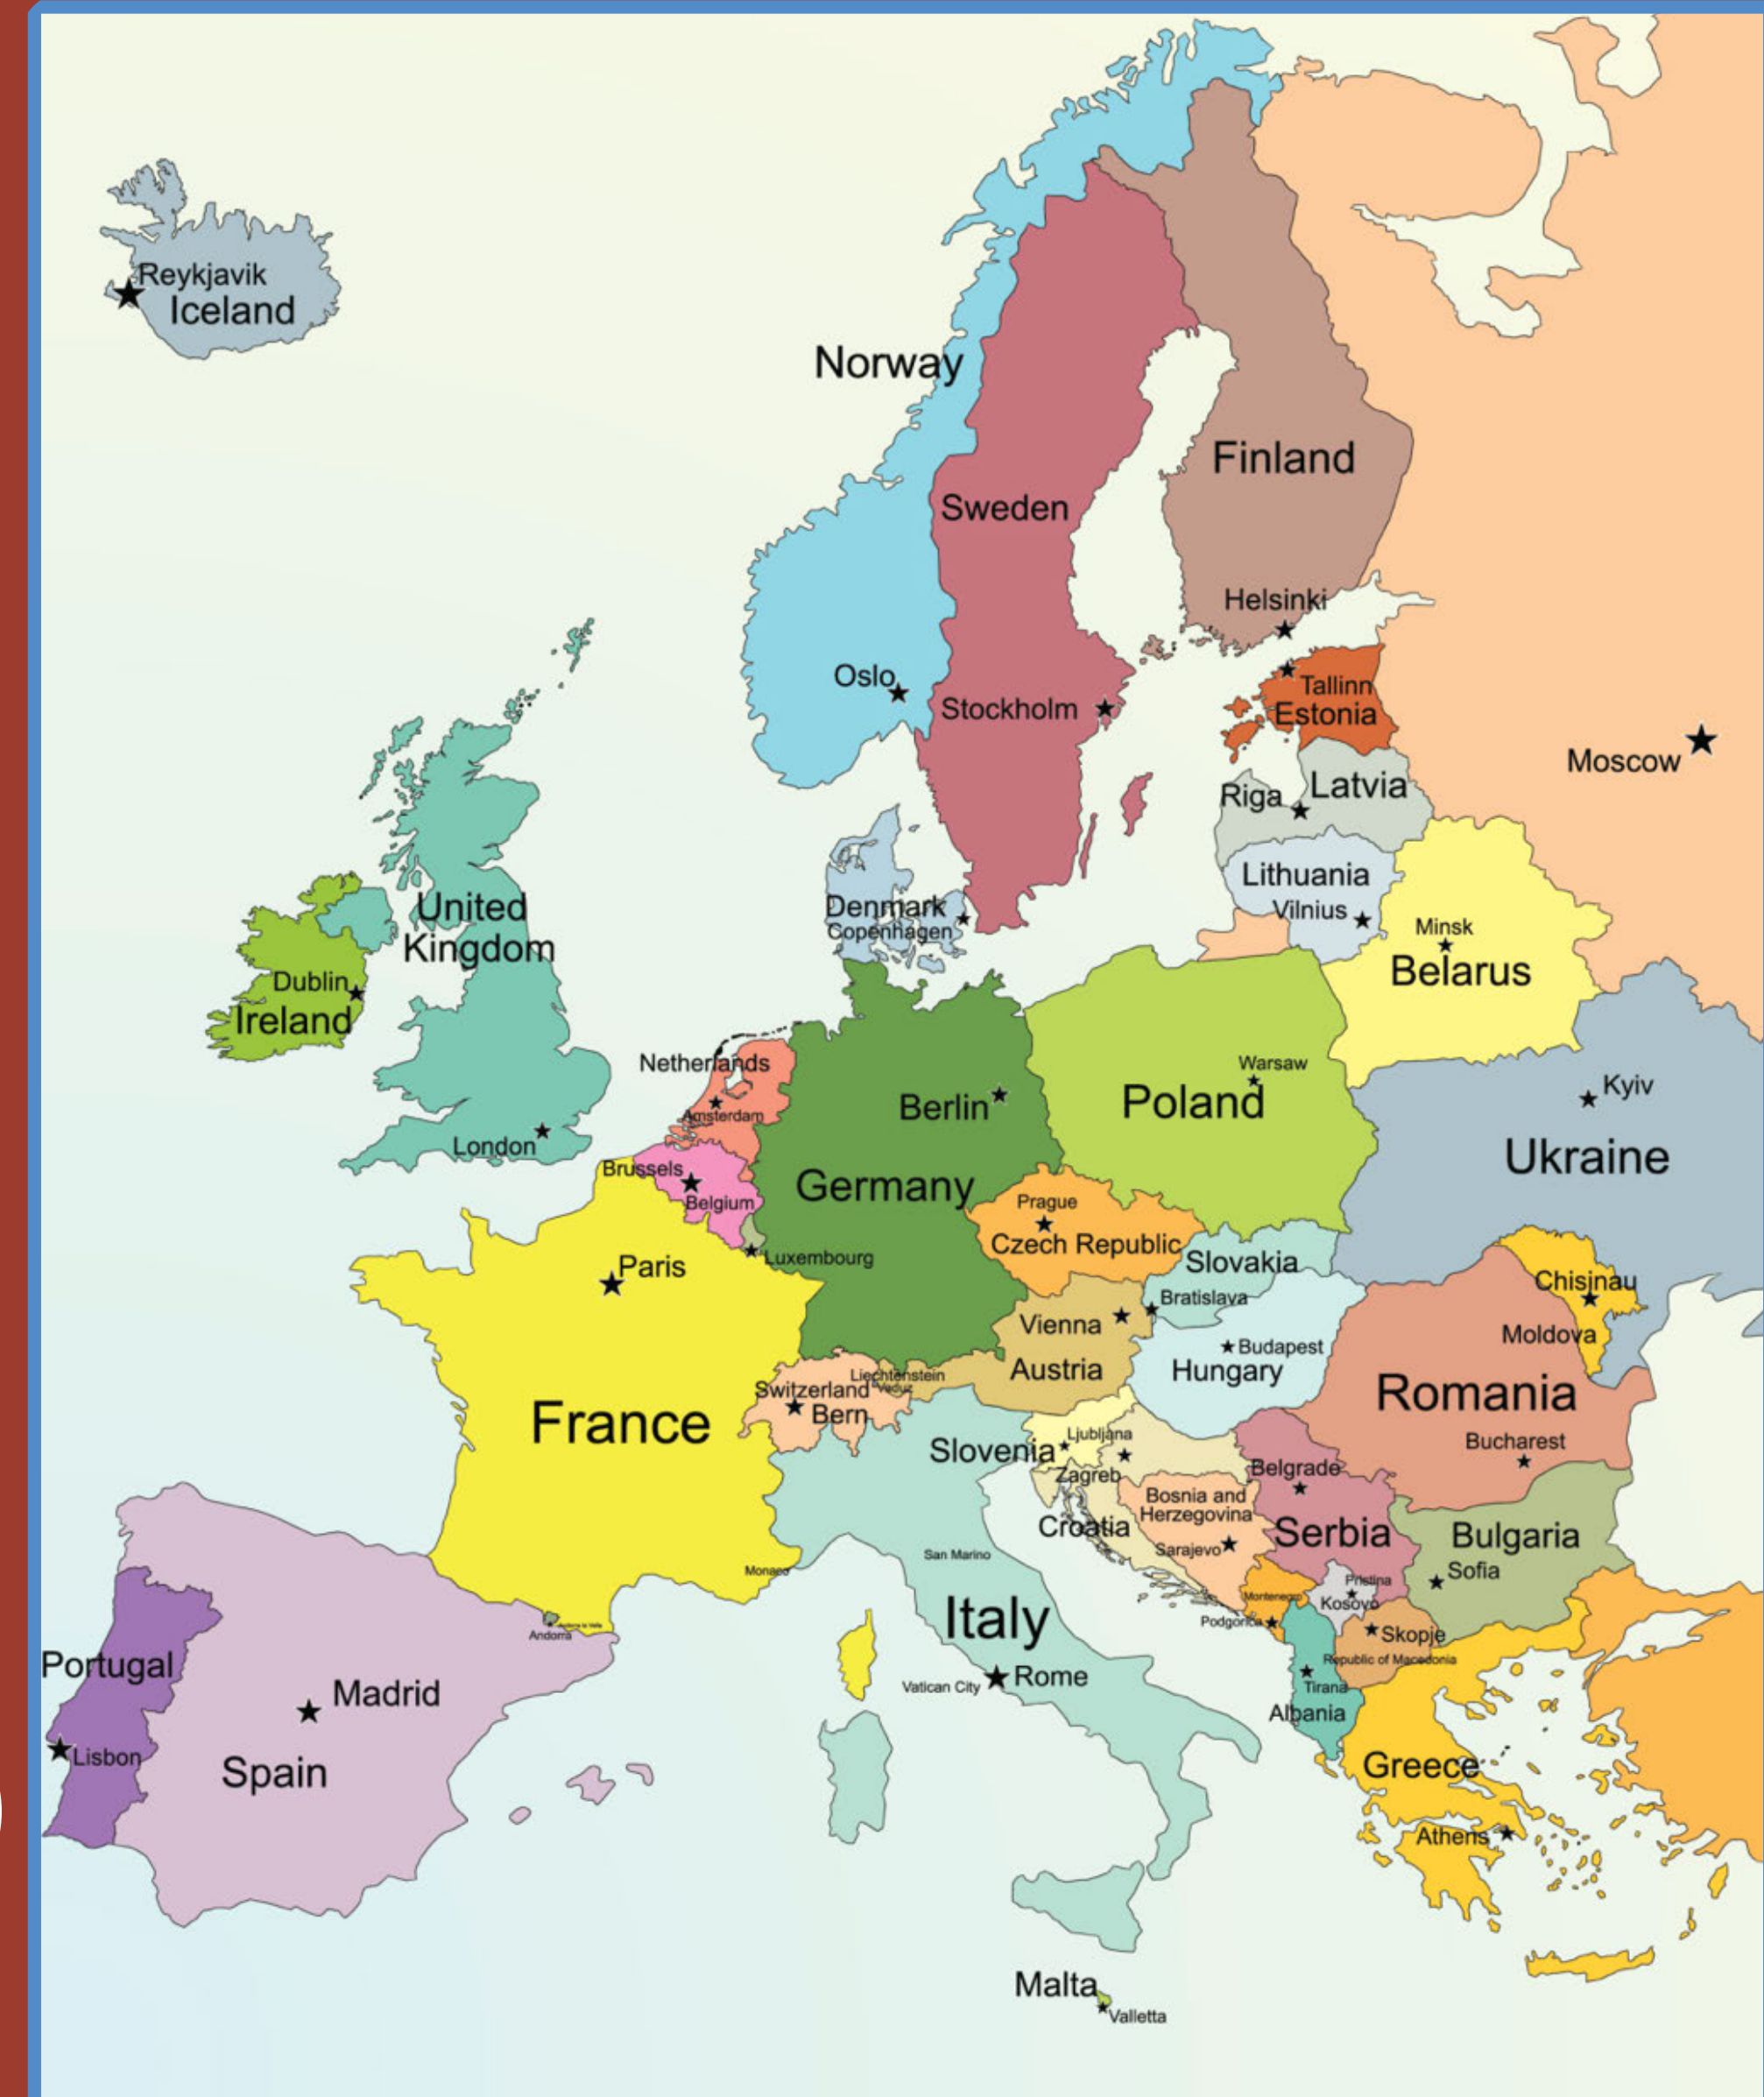 Reykjavik
Iceland
Norway
Finland
Sweden
Helsinki
Oslo
Stockholm
Tallinn
Estonia
Moscow
Riga
Latvia
Lithuania
Vilnius
Minsk
Belarus
United
Kingdom
Denmark
Copenhagen
Dublin
Ireland
London
Netherlands
Amsterdam
Berlin
Germany
Warsaw
Poland
Kyiv
Ukraine
Brussels
Belgium
Luxembourg
Prague
Czech Republic
Slovakia
Bratislava
Paris
France
Vienna
Austria
Budapest
Hungary
Chisinau
Moldova
Romania
Bucharest
Liechtenstein
Vaduz
Switzerland
Bern
Slovenia
Ljubljana
Zagreb
Croatia
Bosnia and
Herzegovina
Sarajevo
Belgrade
Serbia
Bulgaria
Sofia
Monaco
San Marino
Italy
Vatican City
Rome
Montenegro
Podgorica
Pristina
Kosovo
Skopje
Republic of Macedonia
Tirana
Albania
Greece
Athens
Andorra la Vella
Andorra
Portugal
Lisbon
Madrid
Spain
Malta
Valletta